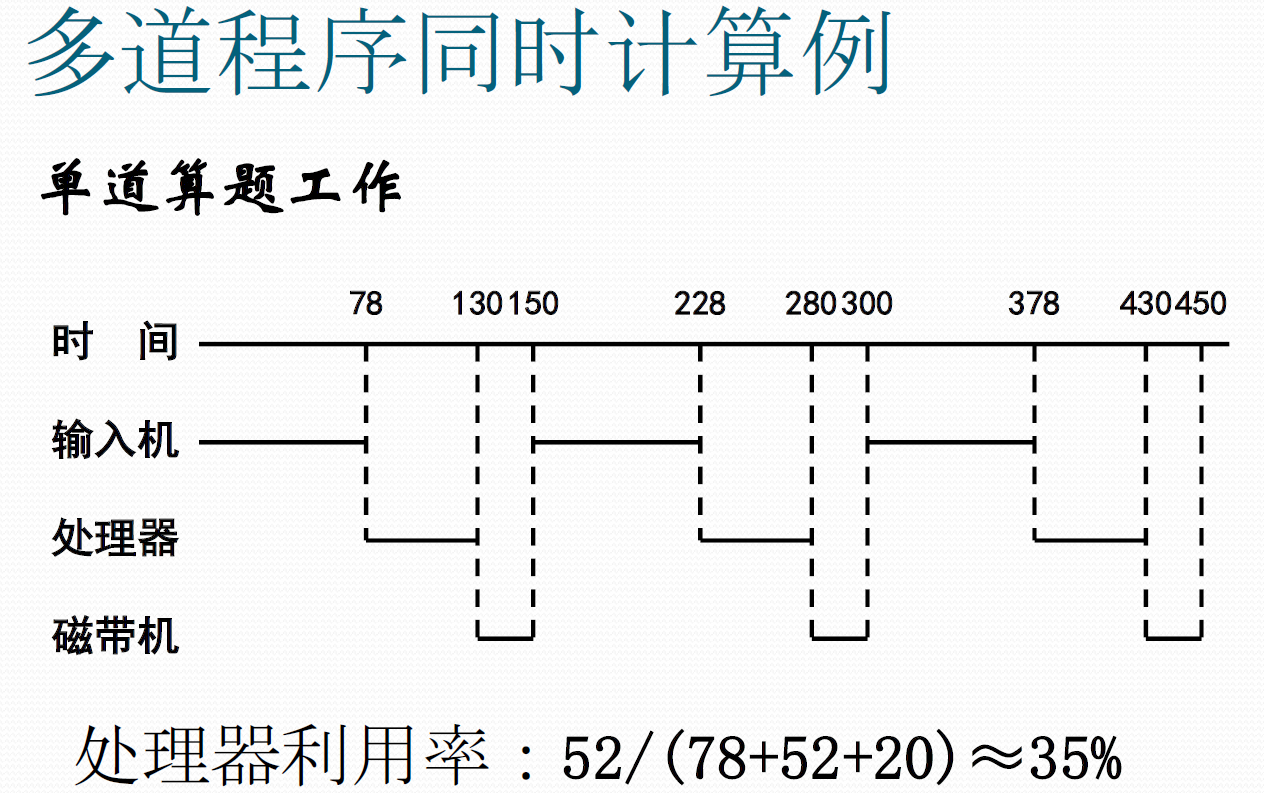 多道程序同时计算例
单道算题工作
78 130 150 228 280 300 378 430 450
时 间
输入机
处理器
磁带机
处理器利用率:52/(78+52+20)≈35%